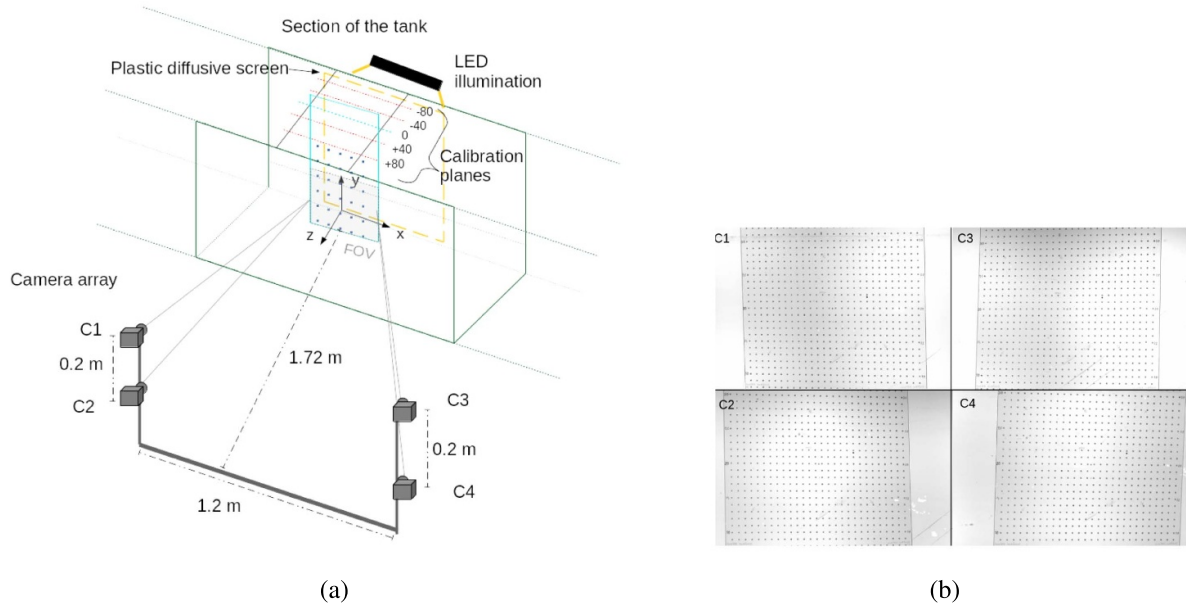 Section of the tank
Plastic diffusive screen
LED
illumination
-80
-40
0
+40
+80
Calibration
planes
y
x
z
FOV
Camera array
C1
0.2 m
C2
1.72 m
C3
0.2 m
C4
1.2 m
(a)
C1
C3
C2
C4
(b)